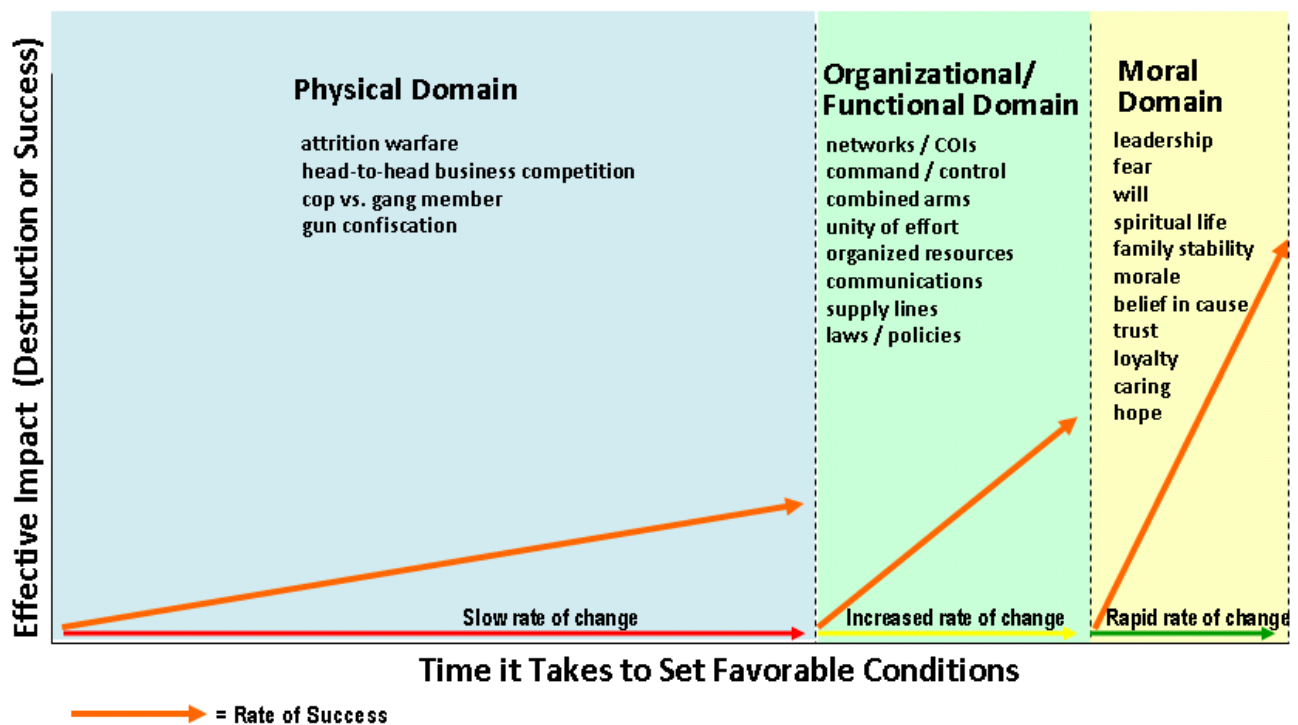 Effective Impact (Destruction or Success)
Physical Domain
attrition warfare
head-to-head business competition
cop vs. gang member
gun confiscation
Organizational/
Functional Domain
networks / COIs
command / control
combined arms
unity of effort
organized resources
communications
supply lines
laws / policies
Moral
Domain
leadership
fear
will
spiritual life
family stability
morale
belief in cause
trust
loyalty
caring
hope
Slow rate of change
Increased rate of change
Rapid rate of change
Time it Takes to Set Favorable Conditions
= Rate of Success